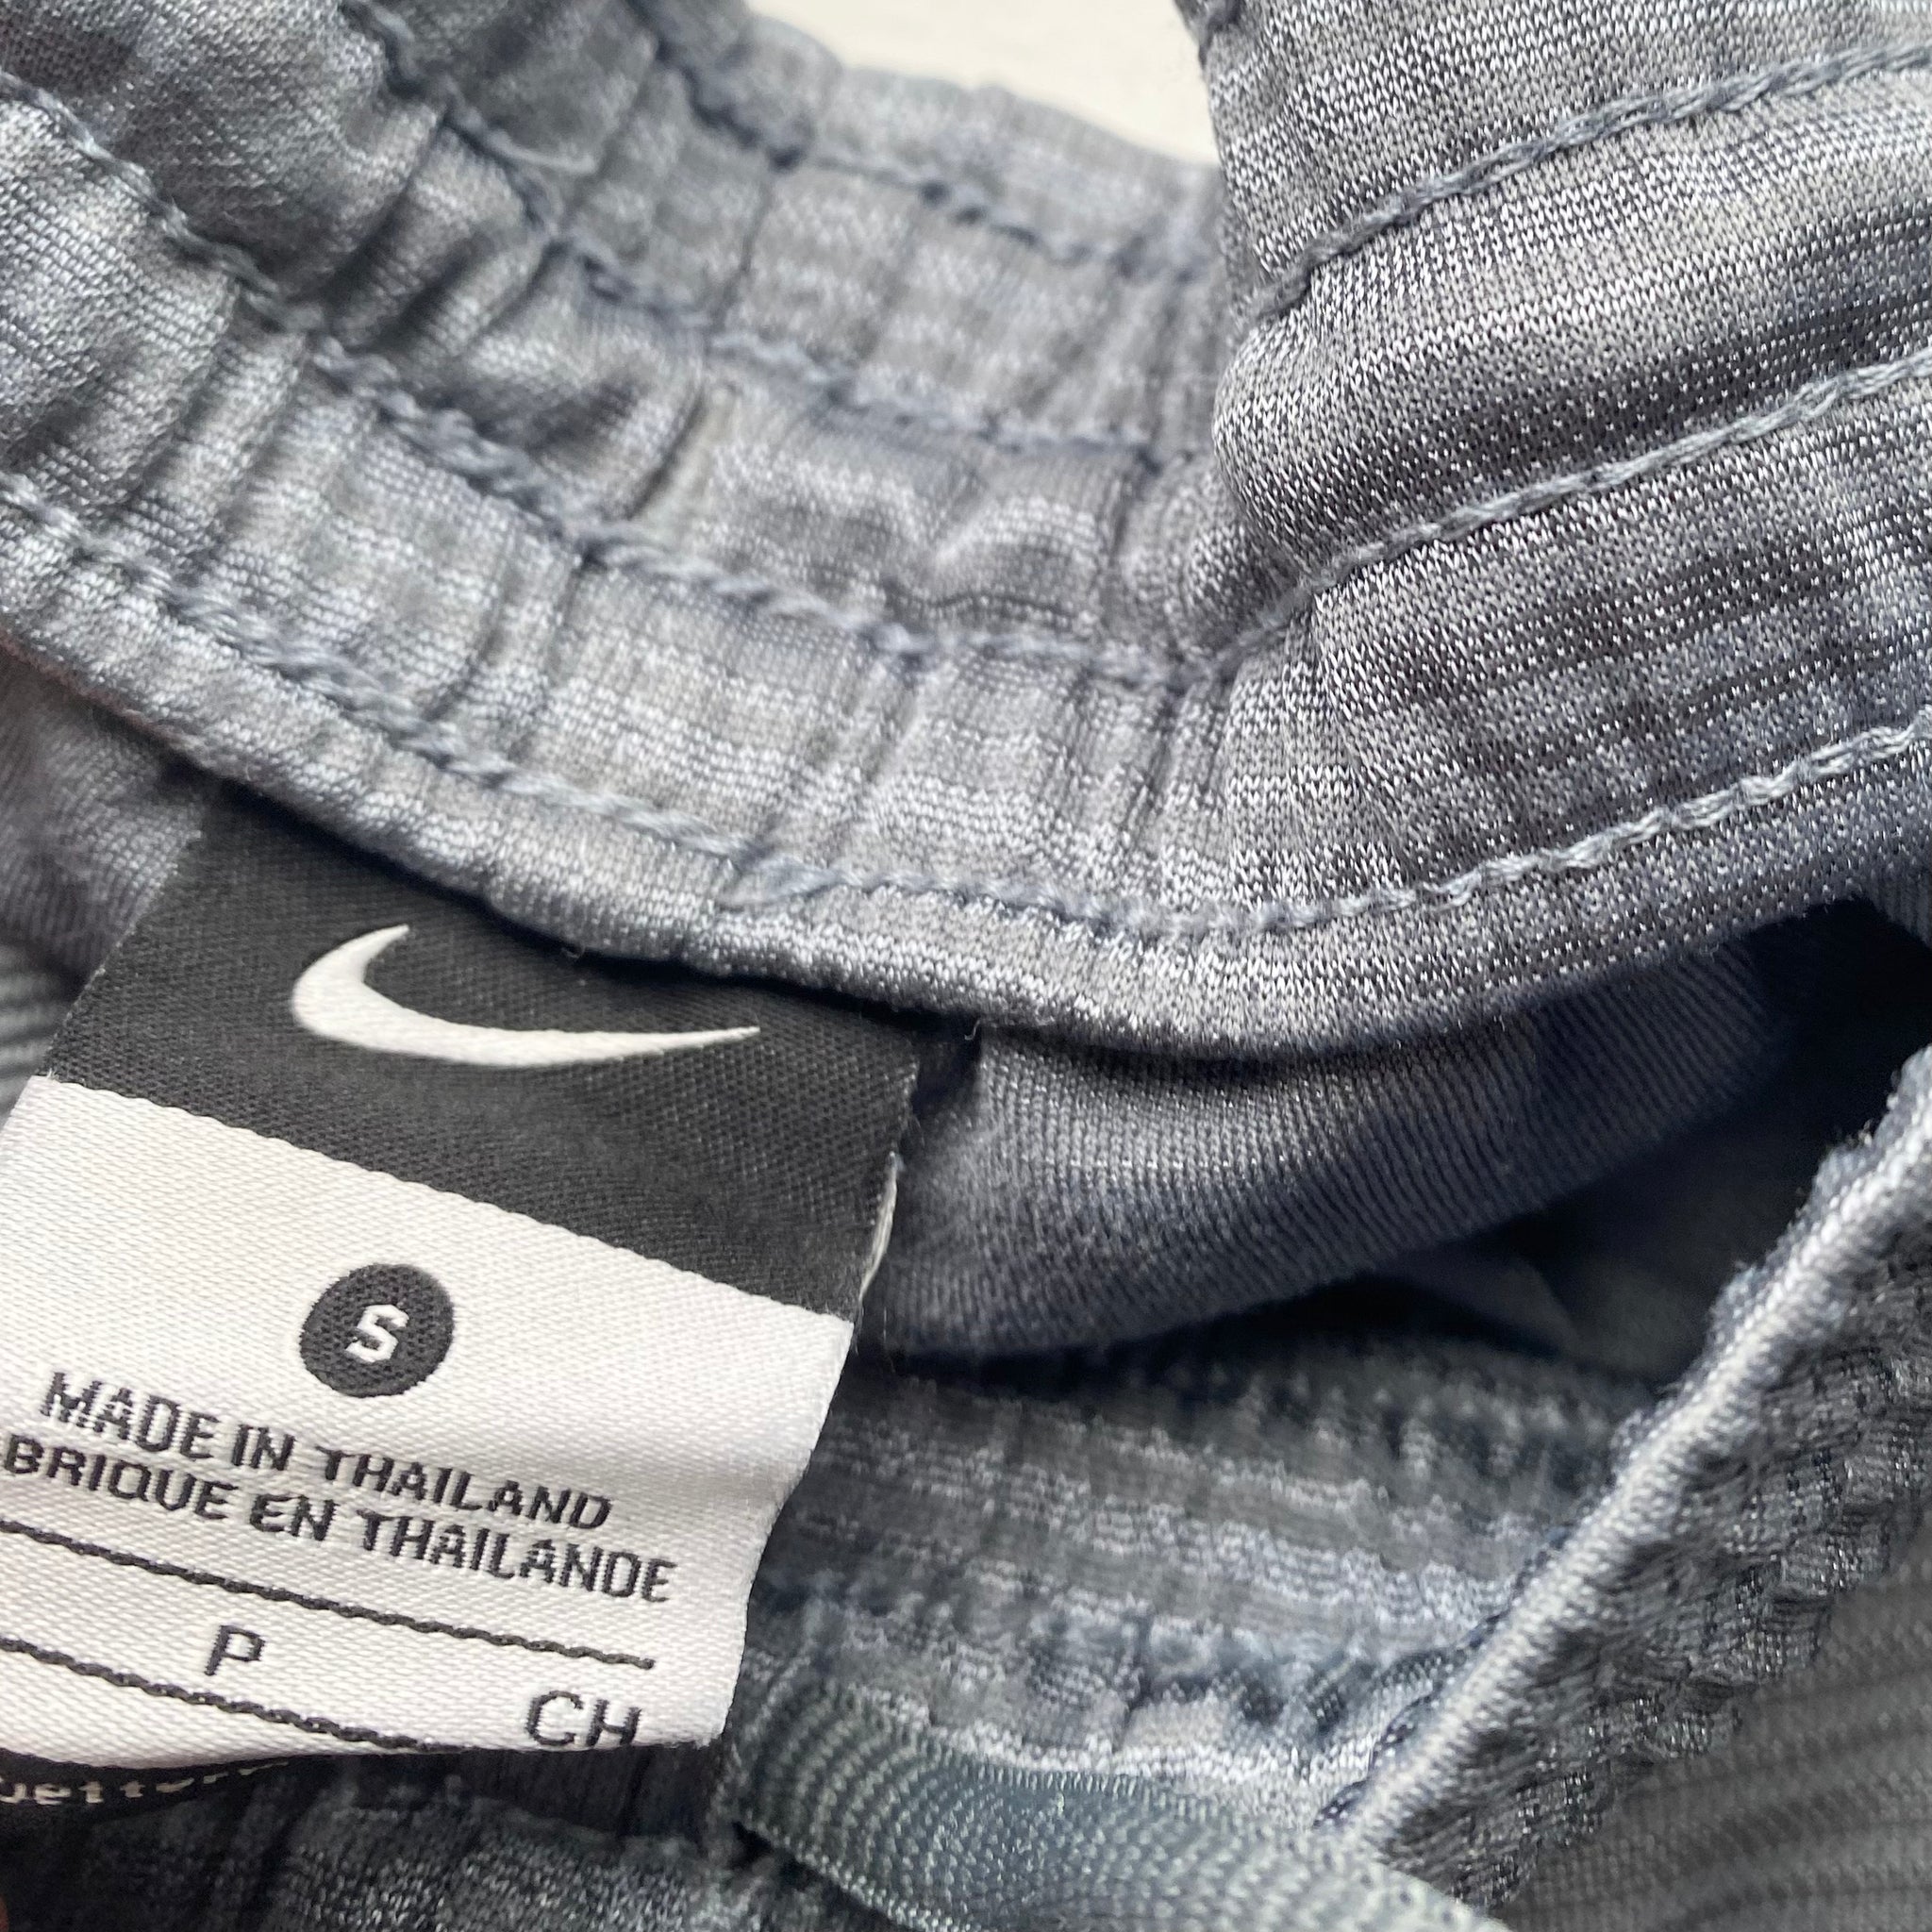 S
MADE IN THAILAND
BRIQUE EN THAILANDE
P
CH